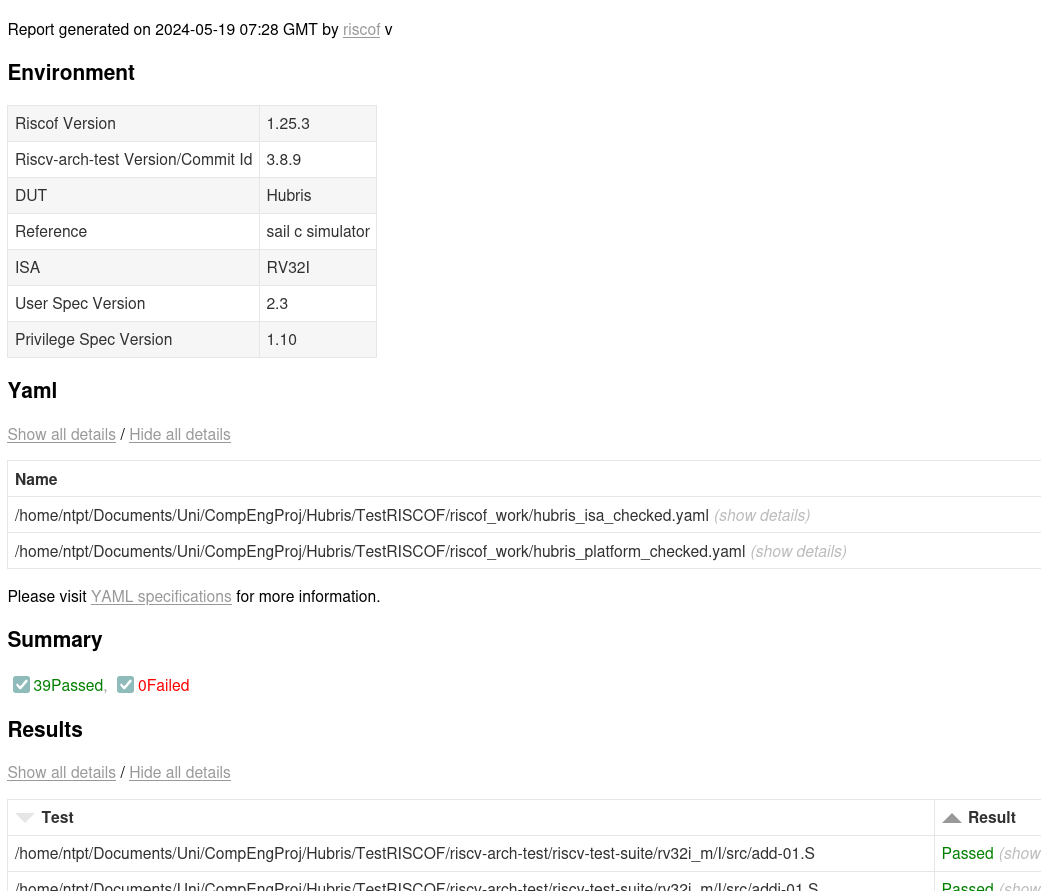 Report generated on 2024-05-19 07:28 GMT by riscof v
Environment
Riscof Version 1.25.3
Riscv-arch-test Version/Commit Id 3.8.9
DUT Hubris
Reference sail c simulator
ISA RV32I
User Spec Version 2.3
Privilege Spec Version 1.10
Yaml
Show all details / Hide all details
Name
/home/ntpt/Documents/Uni/CompEngProj/Hubris/TestRISCOF/riscof_work/hubris_isa_checked.yaml (show details)
/home/ntpt/Documents/Uni/CompEngProj/Hubris/TestRISCOF/riscof_work/hubris_platform_checked.yaml (show details)
Please visit YAML specifications for more information.
Summary
39Passed, 0Failed
Results
Show all details / Hide all details
Test Result
/home/ntpt/Documents/Uni/CompEngProj/Hubris/TestRISCOF/riscv-arch-test/riscv-test-suite/rv32i_m/I/src/add-01.S Passed (show
/home/ntpt/Documents/Uni/CompEngProj/Hubris/TestRISCOF/riscv-arch-test/riscv-test-suite/rv32i_m/I/src/addi-01.S Passed (show